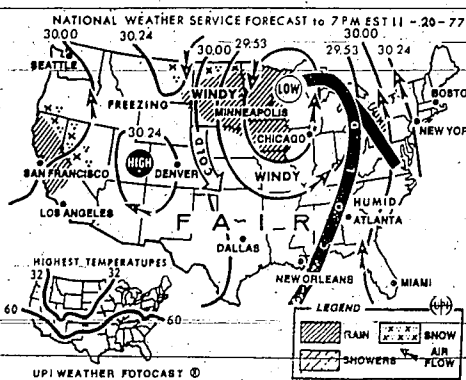 NATIONAL WEATHER SERVICE FORECAST to 7 PM EST 11 - 20 - 77
30.00 30.24 30.00 29.53 30.00 29.53 30.24
SEATTLE
FREEZING
WINDY
LOW
MINNEAPOLIS
BOSTON
NEW YORK
30.24
CHICAGO
COLD
HIGH
SAN FRANCISCO
DENVER
WINDY
COLD
HUMID
LOS ANGELES
FAIR
ATLANTA
DALLAS
NEW ORLEANS
MIAMI
HIGHEST TEMPERATURES
32 32
60 60
LEGEND
UPI
RAIN
SNOW
SHOWERS
AIR FLOW
UPI WEATHER FOTOCAST ®